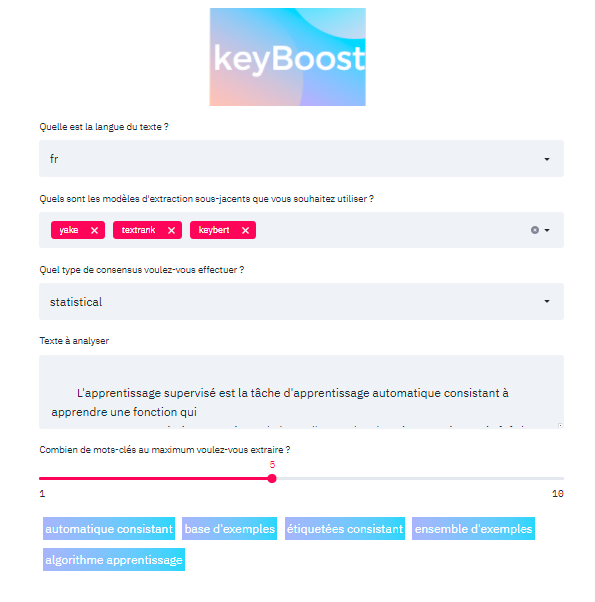 keyBoost
Quelle est la langue du texte ?
fr
Quels sont les modèles d'extraction sous-jacents que vous souhaitez utiliser ?
yake textrank keybert
Quel type de consensus voulez-vous effectuer ?
statistical
Texte à analyser
L'apprentissage supervisé est la tâche d'apprentissage automatique consistant à
apprendre une fonction qui
Combien de mots-clés au maximum voulez-vous extraire ?
5
1 10
automatique consistant base d'exemples étiquetées consistant ensemble d'exemples
algorithme apprentissage